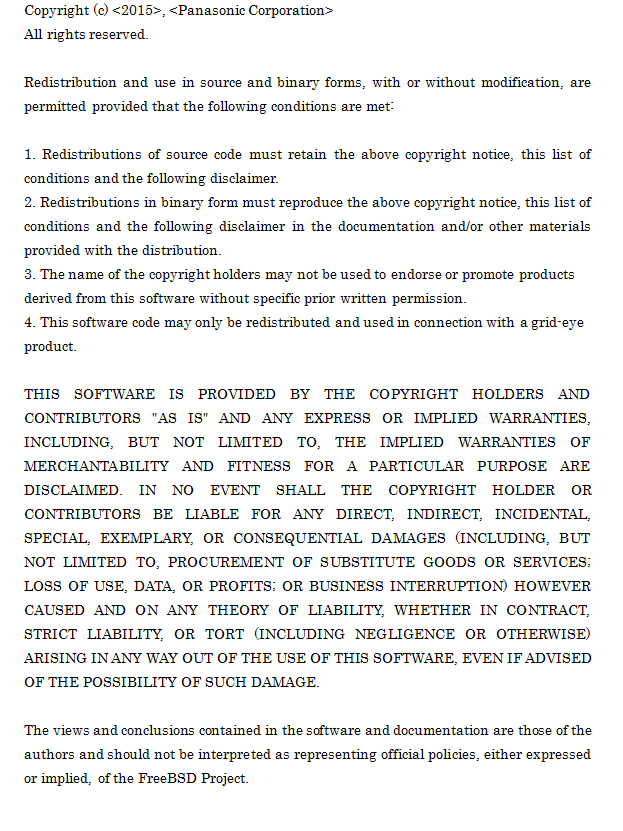 Copyright (c) <2015>, <Panasonic Corporation>
All rights reserved.
Redistribution and use in source and binary forms, with or without modification, are
permitted provided that the following conditions are met:
1. Redistributions of source code must retain the above copyright notice, this list of
conditions and the following disclaimer.
2. Redistributions in binary form must reproduce the above copyright notice, this list of
conditions and the following disclaimer in the documentation and/or other materials
provided with the distribution.
3. The name of the copyright holders may not be used to endorse or promote products
derived from this software without specific prior written permission.
4. This software code may only be redistributed and used in connection with a grid-eye
product.
THIS SOFTWARE IS PROVIDED BY THE COPYRIGHT HOLDERS AND
CONTRIBUTORS "AS IS" AND ANY EXPRESS OR IMPLIED WARRANTIES,
INCLUDING, BUT NOT LIMITED TO, THE IMPLIED WARRANTIES OF
MERCHANTABILITY AND FITNESS FOR A PARTICULAR PURPOSE ARE
DISCLAIMED. IN NO EVENT SHALL THE COPYRIGHT HOLDER OR
CONTRIBUTORS BE LIABLE FOR ANY DIRECT, INDIRECT, INCIDENTAL,
SPECIAL, EXEMPLARY, OR CONSEQUENTIAL DAMAGES (INCLUDING, BUT
NOT LIMITED TO, PROCUREMENT OF SUBSTITUTE GOODS OR SERVICES;
LOSS OF USE, DATA, OR PROFITS; OR BUSINESS INTERRUPTION) HOWEVER
CAUSED AND ON ANY THEORY OF LIABILITY, WHETHER IN CONTRACT,
STRICT LIABILITY, OR TORT (INCLUDING NEGLIGENCE OR OTHERWISE)
ARISING IN ANY WAY OUT OF THE USE OF THIS SOFTWARE, EVEN IF ADVISED
OF THE POSSIBILITY OF SUCH DAMAGE.
The views and conclusions contained in the software and documentation are those of the
authors and should not be interpreted as representing official policies, either expressed
or implied, of the FreeBSD Project.